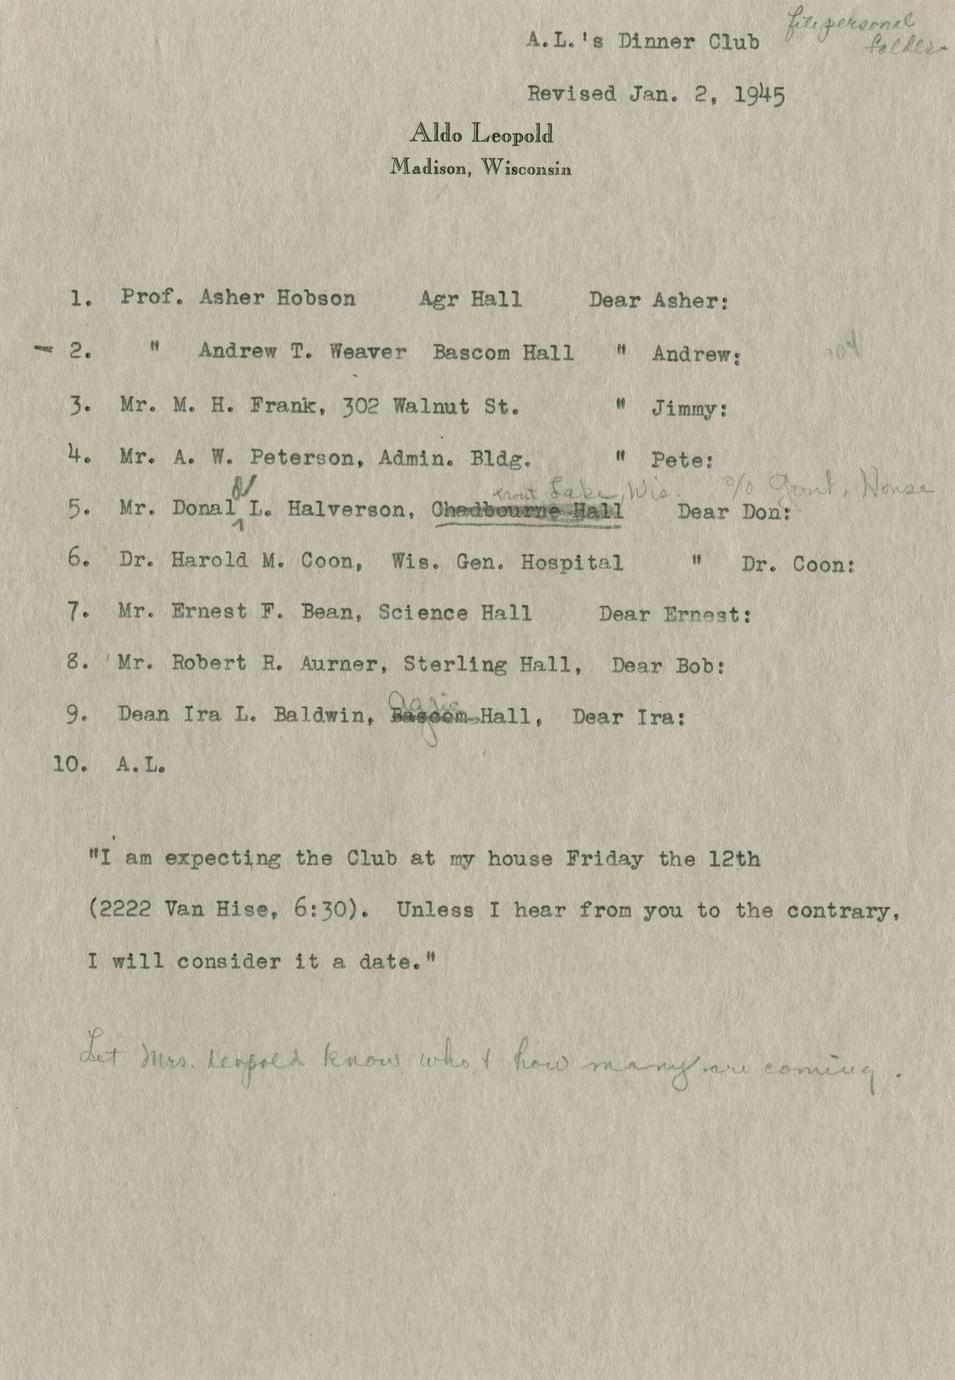 A.L.'s Dinner Club
file personal
folder
Revised Jan. 2, 1945
Aldo Leopold
Madison, Wisconsin
1. Prof. Asher Hobson Agr Hall Dear Asher:
2. " Andrew T. Weaver Bascom Hall " Andrew:
3. Mr. M. H. Frank, 302 Walnut St. " Jimmy:
4. Mr. A. W. Peterson, Admin. Bldg. " Pete:
Trout Lake, Wis. c/o Gont. House
5. Mr. Donal L. Halverson, Chadbourne Hall Dear Don:
6. Dr. Harold M. Coon, Wis. Gen. Hospital " Dr. Coon:
7. Mr. Ernest F. Bean, Science Hall Dear Ernest:
8. Mr. Robert R. Aurner, Sterling Hall, Dear Bob:
Agric
9. Dean Ira L. Baldwin, Bascom Hall, Dear Ira:
10. A.L.
"I am expecting the Club at my house Friday the 12th
(2222 Van Hise, 6:30). Unless I hear from you to the contrary,
I will consider it a date."
Let Mrs. Leopold know who & how many are coming.